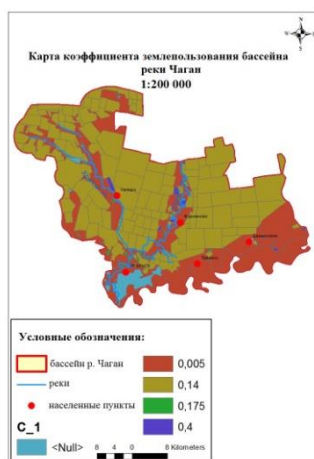 Карта коэффициента землепользования бассейна
реки Чаган
1:200 000
Условные обозначения:
бассейн р. Чаган
реки
населенные пункты
C_1
<Null>
0,005
0,14
0,175
0,4
8 4 0 8 Kilometers